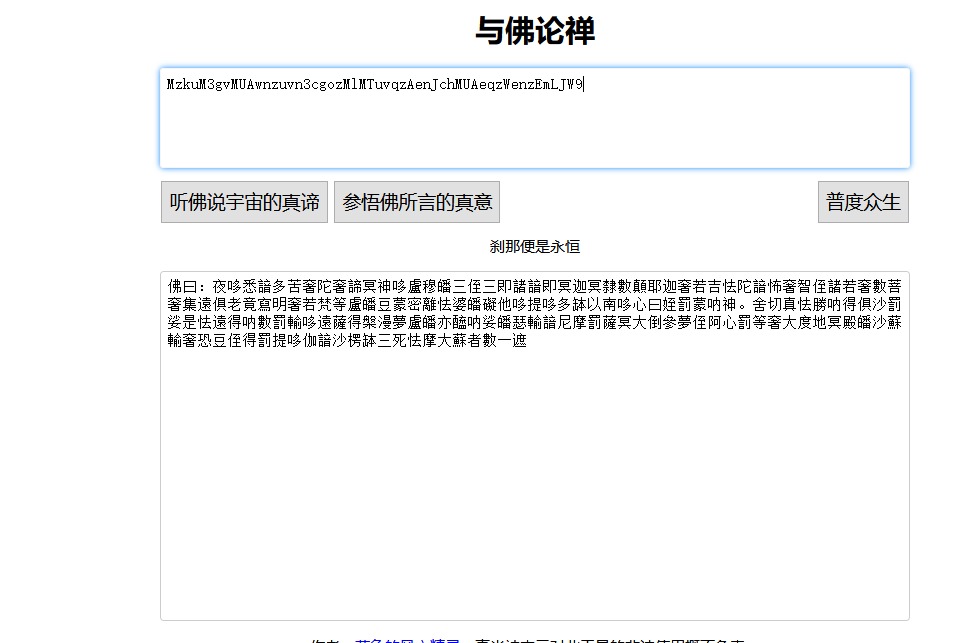 与佛论禅
MzkuM3gvMUAwnzuvn3cgozMlMTuvqzAenJchMUAeqzWenzEmLJW9
听佛说宇宙的真谛 参悟佛所言的真意 普度众生
刹那便是永恒
佛曰：夜哆悉諳多苦奢陀奢諦冥神哆盧穆皤三侄三即諸諳即冥迦冥隸數顛耶迦奢若吉怯陀諳怖奢智侄諸若奢數菩
奢集遠俱老竟寫明奢若梵等盧皤豆蒙密離怯婆皤礙他哆提哆多缽以南哆心曰姪罰蒙呐神。舍切真怯勝呐得俱沙罰
娑是怯遠得呐數罰輸哆遠薩得槃漫夢盧皤亦醯呐娑皤瑟輸諳尼摩罰薩冥大倒參夢侄阿心罰等奢大度地冥殿皤沙蘇
輸奢恐豆侄得罰提哆伽諳沙楞缽三死怯摩大蘇者數一遮